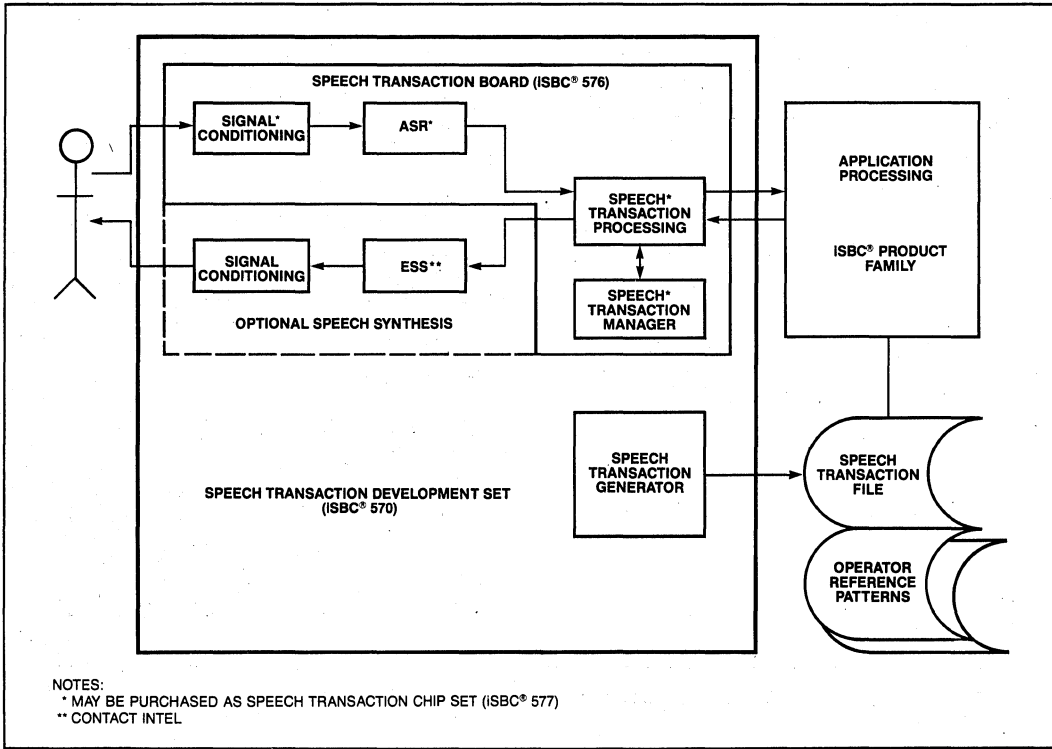 SPEECH TRANSACTION BOARD (iSBC® 576)
SIGNAL*
CONDITIONING
ASR*
SPEECH*
TRANSACTION
PROCESSING
APPLICATION
PROCESSING
iSBC® PRODUCT
FAMILY
SIGNAL
CONDITIONING
ESS**
OPTIONAL SPEECH SYNTHESIS
SPEECH*
TRANSACTION
MANAGER
SPEECH TRANSACTION DEVELOPMENT SET
(iSBC® 570)
SPEECH
TRANSACTION
GENERATOR
SPEECH
TRANSACTION
FILE
OPERATOR
REFERENCE
PATTERNS
NOTES:
* MAY BE PURCHASED AS SPEECH TRANSACTION CHIP SET (iSBC® 577)
** CONTACT INTEL